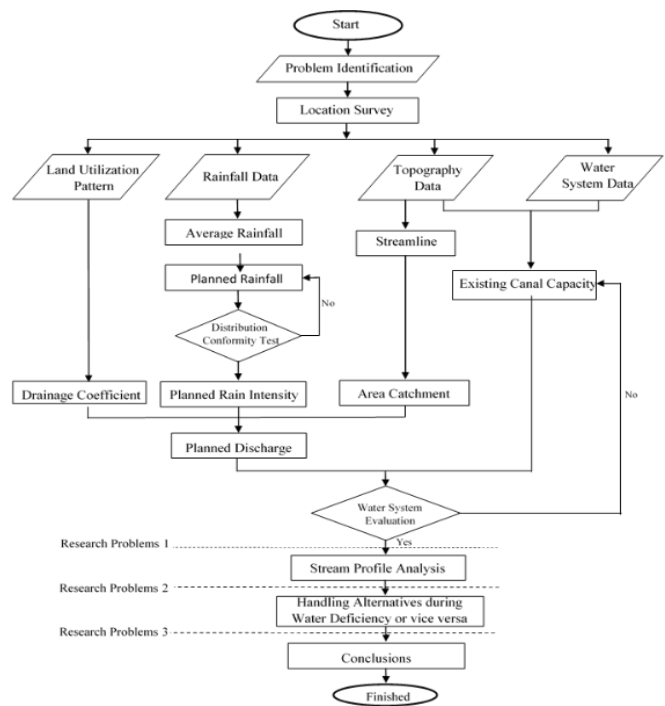 Start
Problem Identification
Location Survey
Land Utilization
Pattern
Rainfall Data
Topography
Data
Water
System Data
Average Rainfall
Streamline
Planned Rainfall
Existing Canal Capacity
No
Distribution
Conformity Test
Drainage Coefficient
Planned Rain Intensity
Area Catchment
No
Planned Discharge
Water System
Evaluation
Research Problems 1
Yes
Stream Profile Analysis
Research Problems 2
Handling Alternatives during
Water Deficiency or vice versa
Research Problems 3
Conclusions
Finished